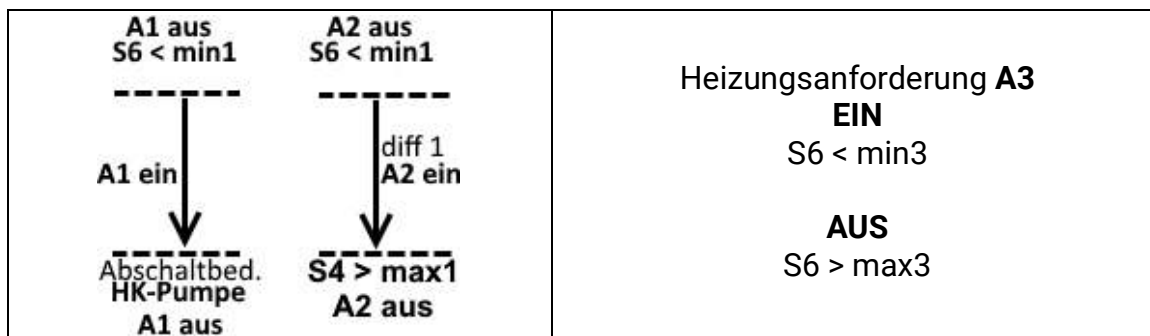 A1 aus
S6 < min1
A1 ein
Abschaltbed.
HK-Pumpe
A1 aus
A2 aus
S6 < min1
diff 1
A2 ein
S4 > max1
A2 aus
Heizungsanforderung A3
EIN
S6 < min3
AUS
S6 > max3